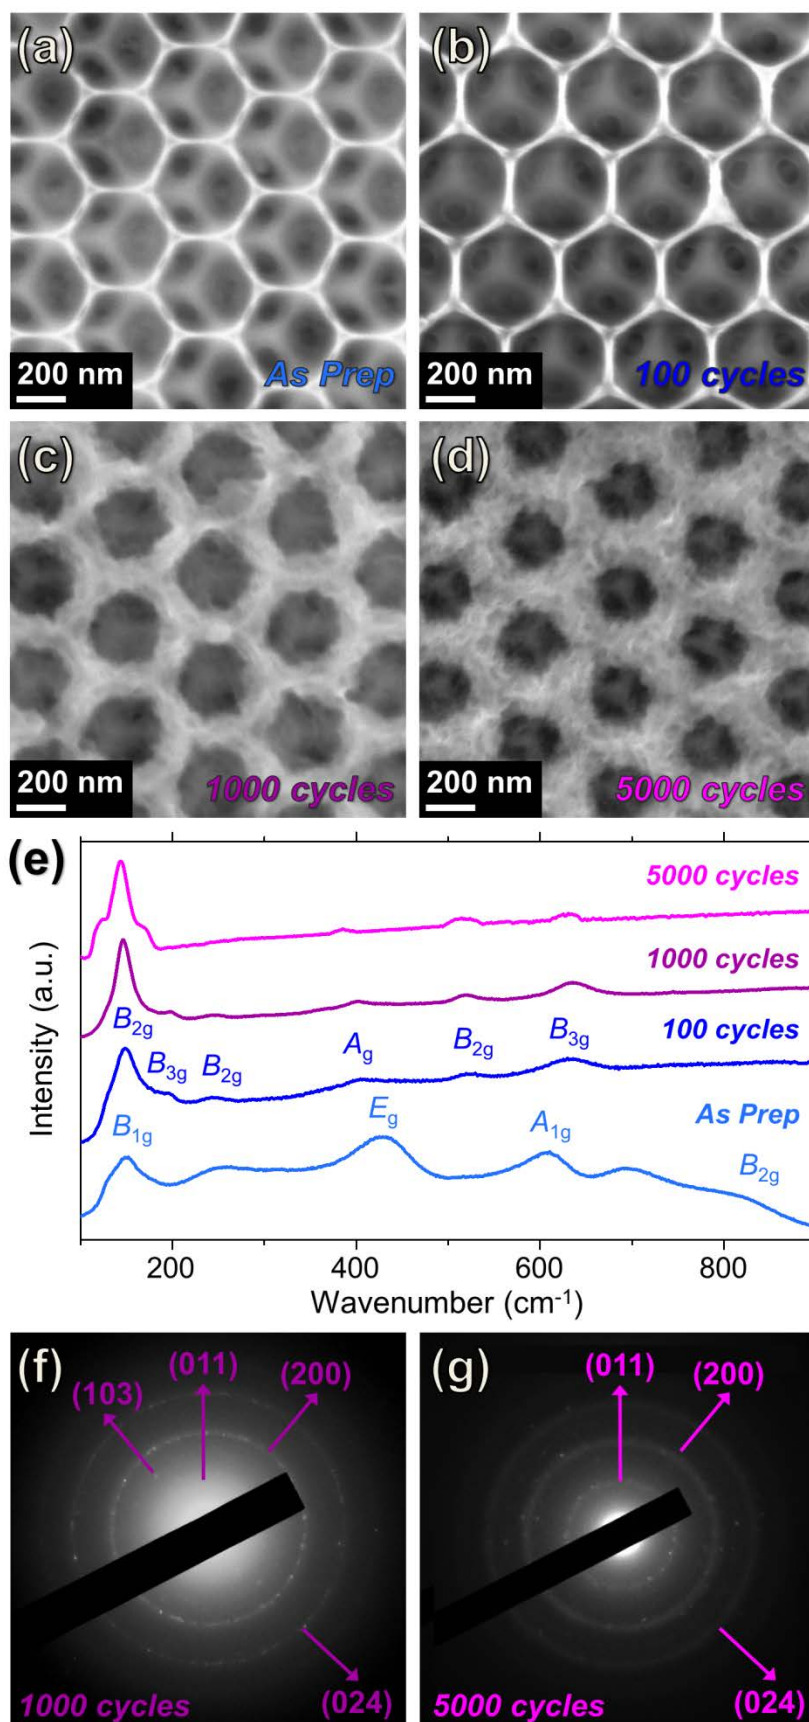 (a)
200 nm
As Prep
(b)
200 nm
100 cycles
(c)
200 nm
1000 cycles
(d)
200 nm
5000 cycles
(e)
5000 cycles
1000 cycles
B2g
100 cycles
B3g
B2g
Ag
B2g
B3g
As Prep
B1g
Eg
A1g
B2g
Intensity (a.u.)
200
400
600
800
Wavenumber (cm-1)
(f)
(103)
(011)
(200)
(024)
1000 cycles
(g)
(011)
(200)
(024)
5000 cycles